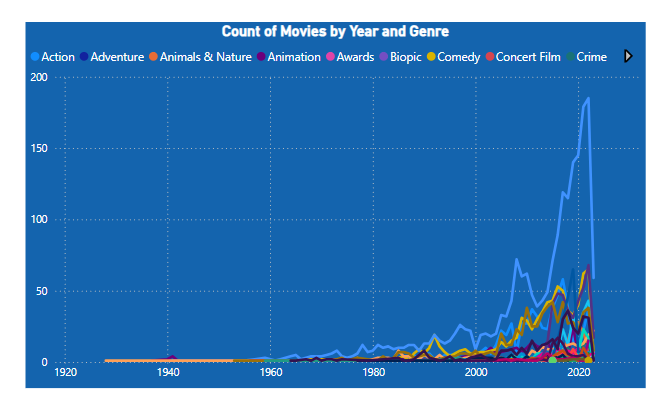 Count of Movies by Year and Genre
Action Adventure Animals & Nature Animation Awards Biopic Comedy Concert Film Crime
200
150
100
50
0
1920 1940 1960 1980 2000 2020